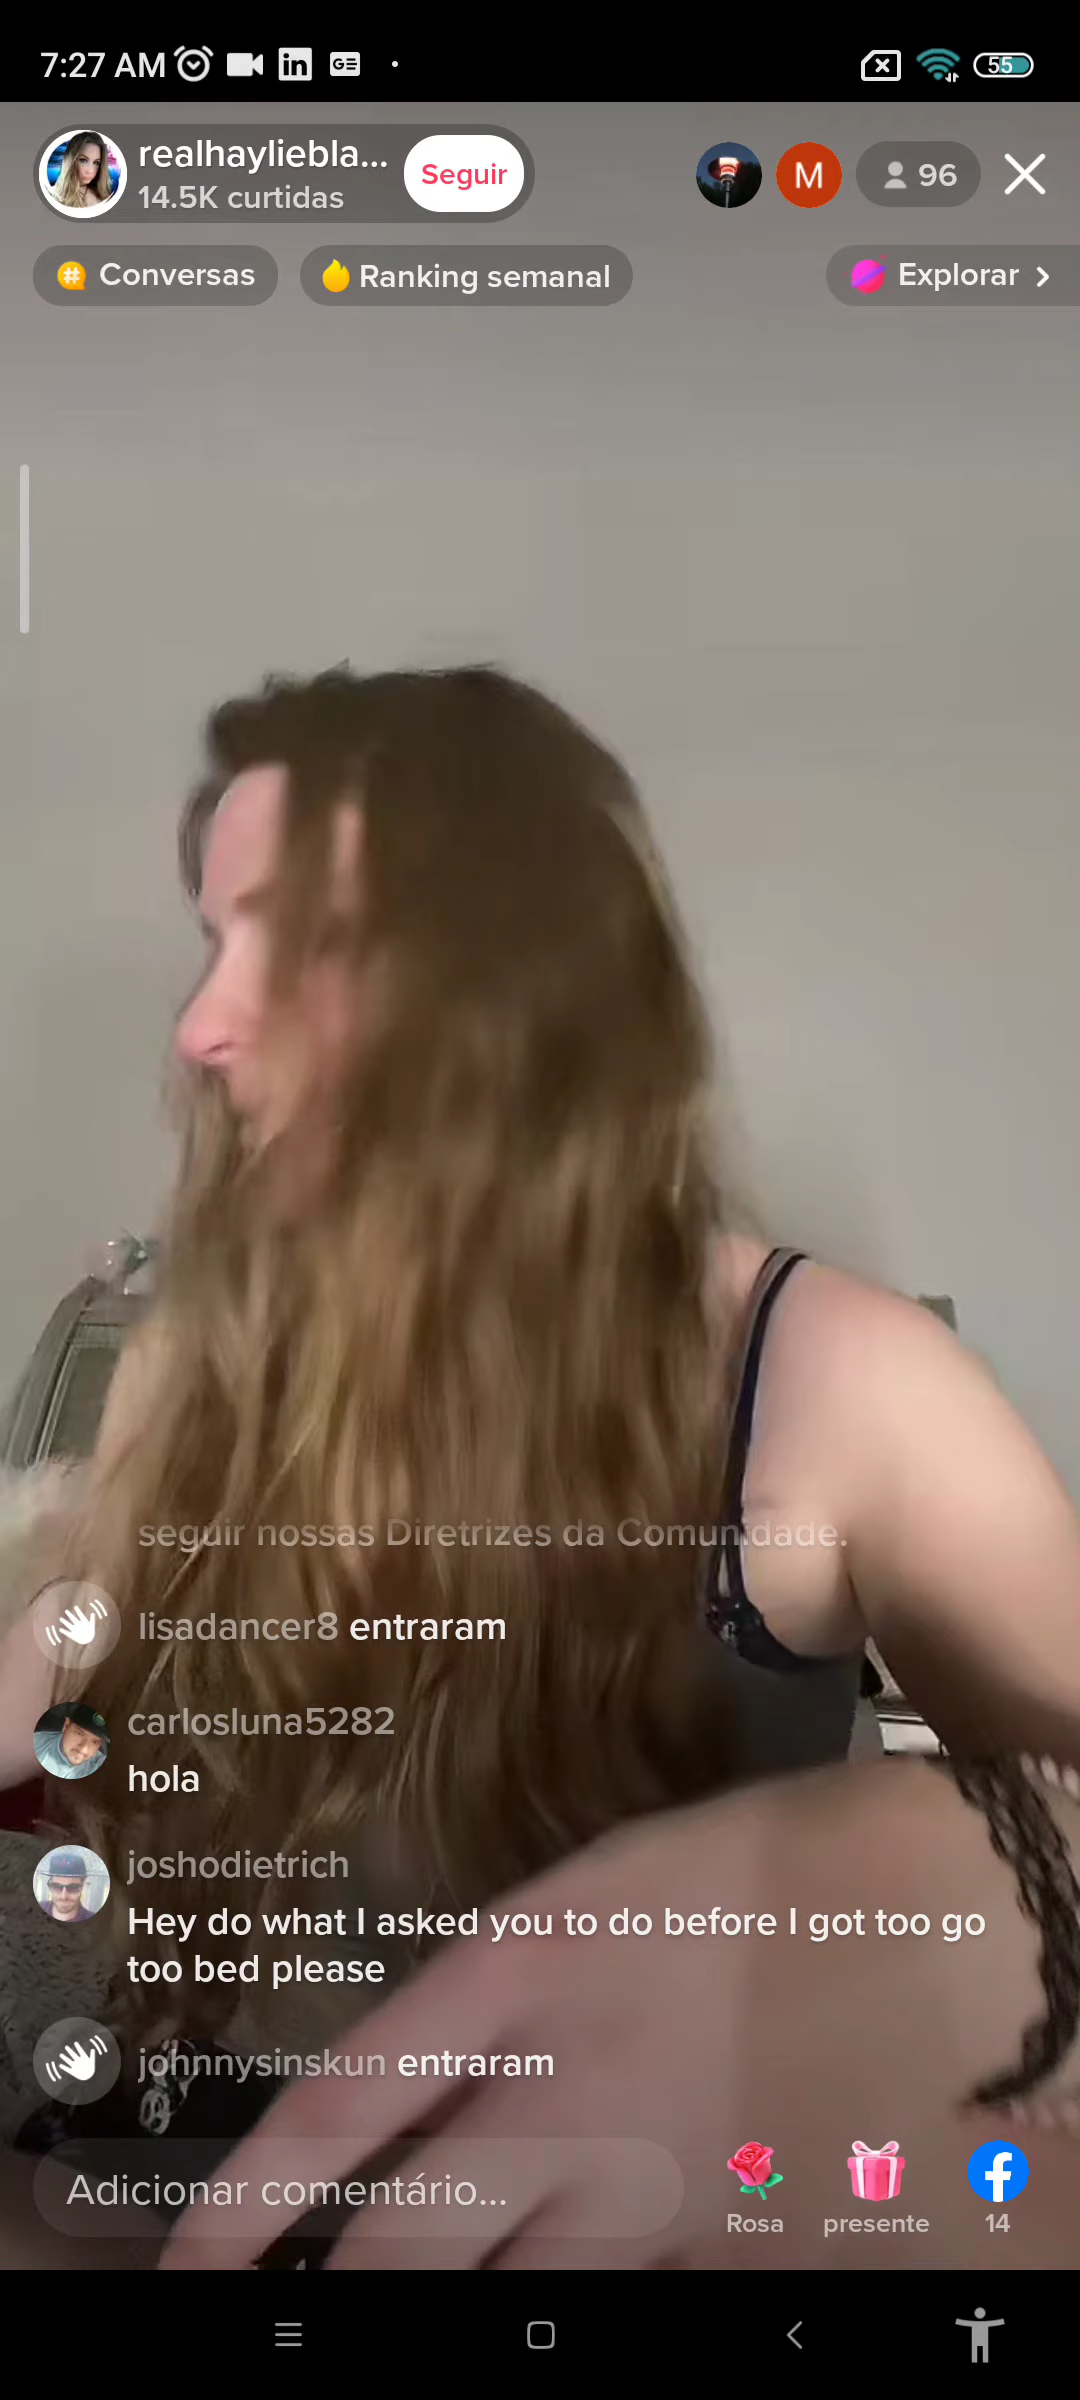 7:27 AM
55
realhayliebla...
14.5K curtidas
Seguir
M
96
Conversas
Ranking semanal
Explorar
seguir nossas Diretrizes da Comunidade.
lisadancer8 entraram
carlosluna5282
hola
joshodietrich
Hey do what I asked you to do before I got too go
too bed please
johnnysinskun entraram
Adicionar comentário...
Rosa
presente
14